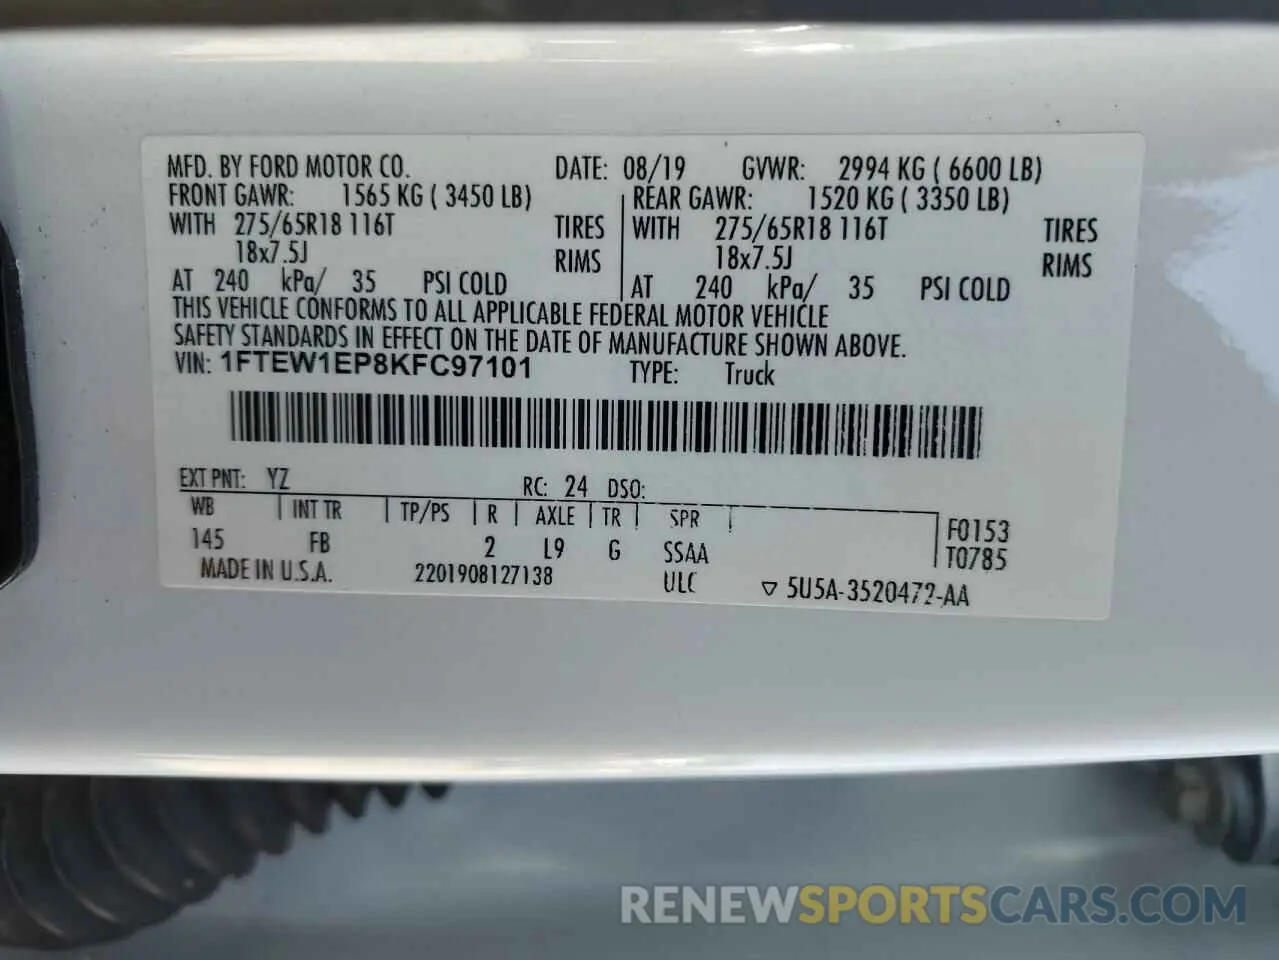 MFD. BY FORD MOTOR CO. DATE: 08/19 GVWR: 2994 KG ( 6600 LB)
FRONT GAWR: 1565 KG ( 3450 LB) REAR GAWR: 1520 KG ( 3350 LB)
WITH 275/65R18 116T TIRES WITH 275/65R18 116T TIRES
18x7.5J RIMS 18x7.5J RIMS
AT 240 kPa/ 35 PSI COLD AT 240 kPa/ 35 PSI COLD
THIS VEHICLE CONFORMS TO ALL APPLICABLE FEDERAL MOTOR VEHICLE
SAFETY STANDARDS IN EFFECT ON THE DATE OF MANUFACTURE SHOWN ABOVE.
VIN: 1FTEW1EP8KFC97101 TYPE: Truck
EXT PNT: YZ RC: 24 DSO:
WB INT TR TP/PS R AXLE TR SPR F0153
145 FB 2 L9 G SSAA T0785
MADE IN U.S.A. 2201908127138 ULC ▽ 5U5A-3520472-AA
RENEWSPORTSCARS.COM